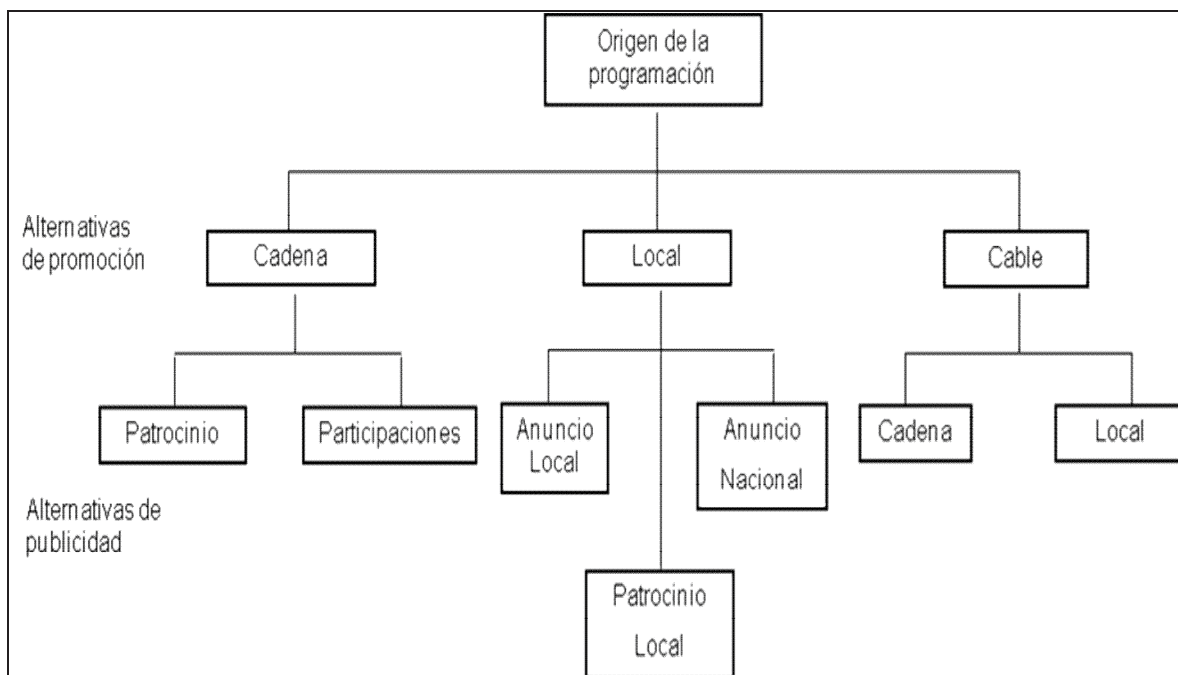 Origen de la
programación
Alternativas
de promoción
Cadena
Local
Cable
Patrocinio
Participaciones
Anuncio
Local
Anuncio
Nacional
Cadena
Local
Alternativas de
publicidad
Patrocinio
Local